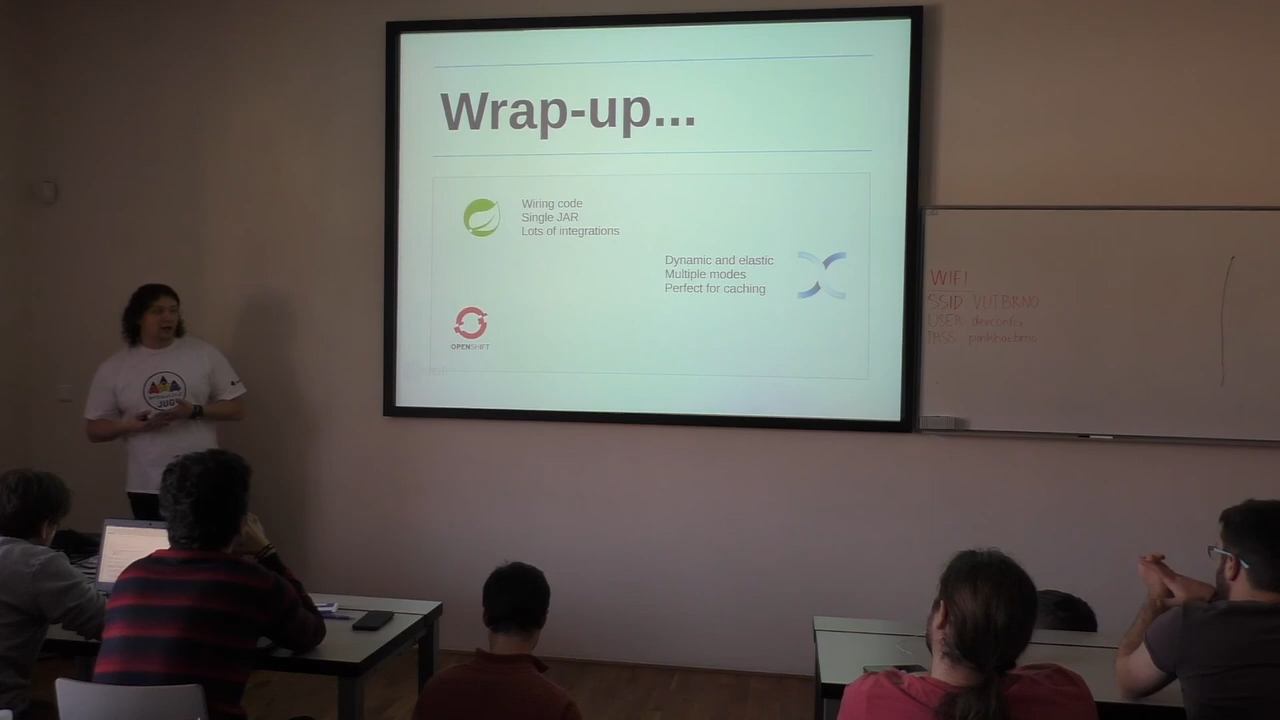 Wrap-up...
Wiring code
Single JAR
Lots of integrations
Dynamic and elastic
Multiple modes
Perfect for caching
OPENSHIFT
WIFI
SSID VUTBRNO
USER devconfcz
PASS
JUG